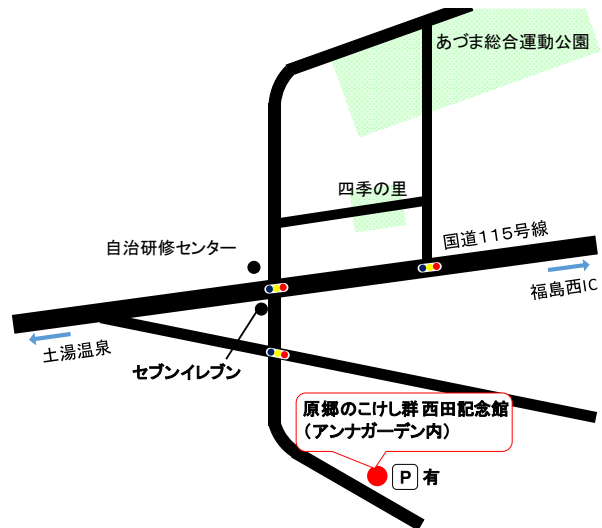 あづま総合運動公園
四季の里
国道115号線
自治研修センター
福島西IC
土湯温泉
セブンイレブン
原郷のこけし群 西田記念館
（アンナガーデン内）
P 有